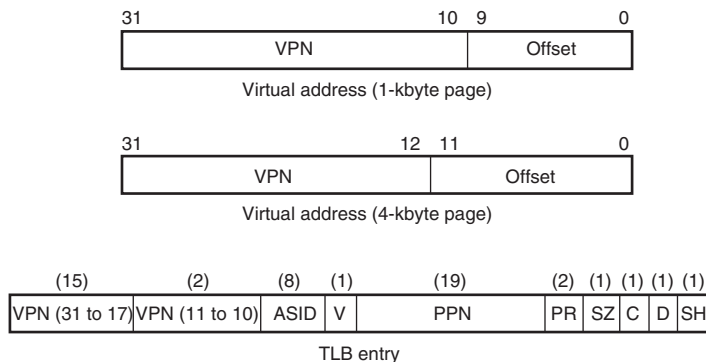 31 10 9 0
VPN Offset
Virtual address (1-kbyte page)
31 12 11 0
VPN Offset
Virtual address (4-kbyte page)
(15) (2) (8) (1) (19) (2) (1) (1) (1) (1)
VPN (31 to 17) VPN (11 to 10) ASID V PPN PR SZ C D SH
TLB entry